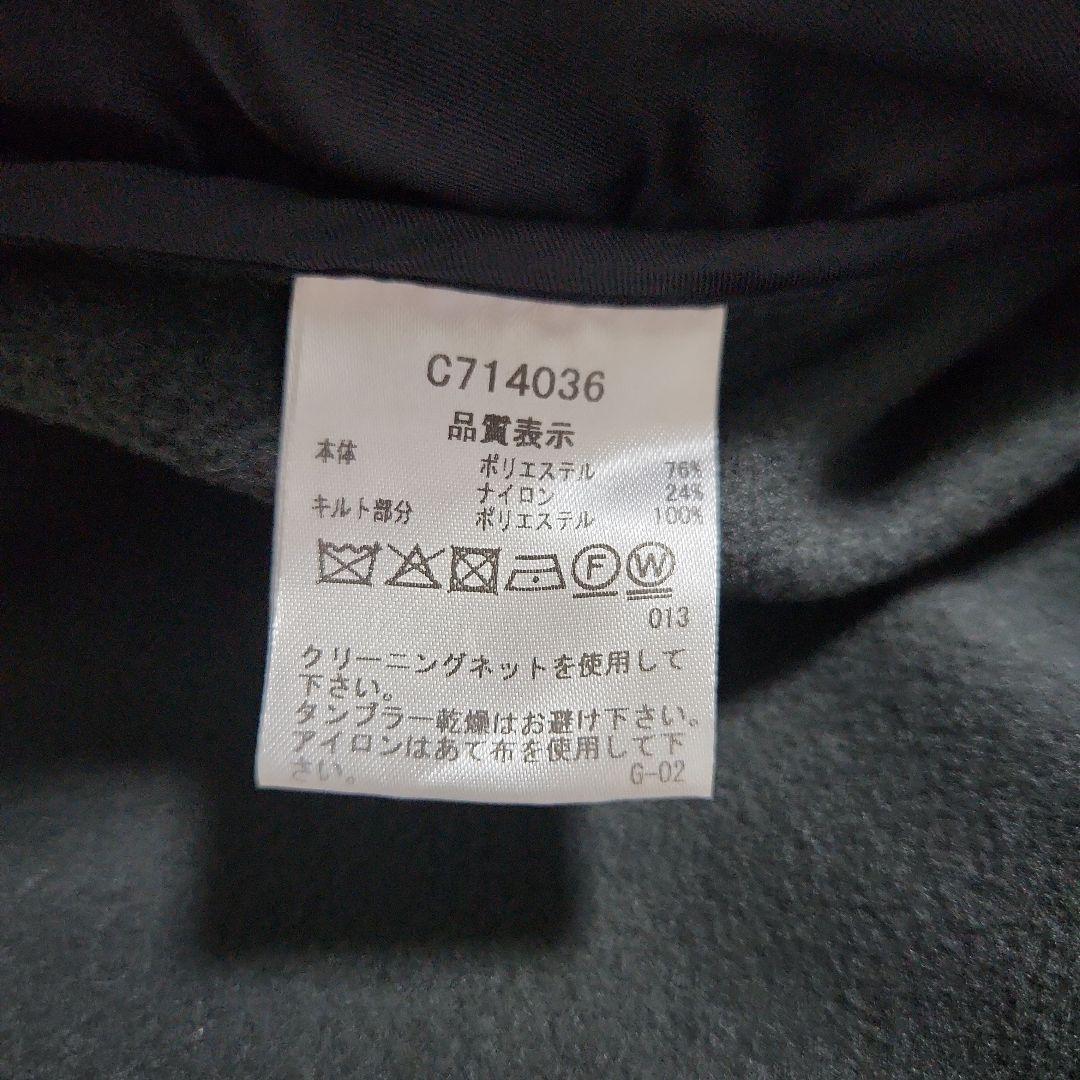 C714036
品質表示
本体 ポリエステル 76%
ナイロン 24%
キルト部分 ポリエステル 100%
F W
013
クリーニングネットを使用して
下さい。
タンブラー乾燥はお避け下さい。
アイロンはあて布を使用して下
さい。 G-02